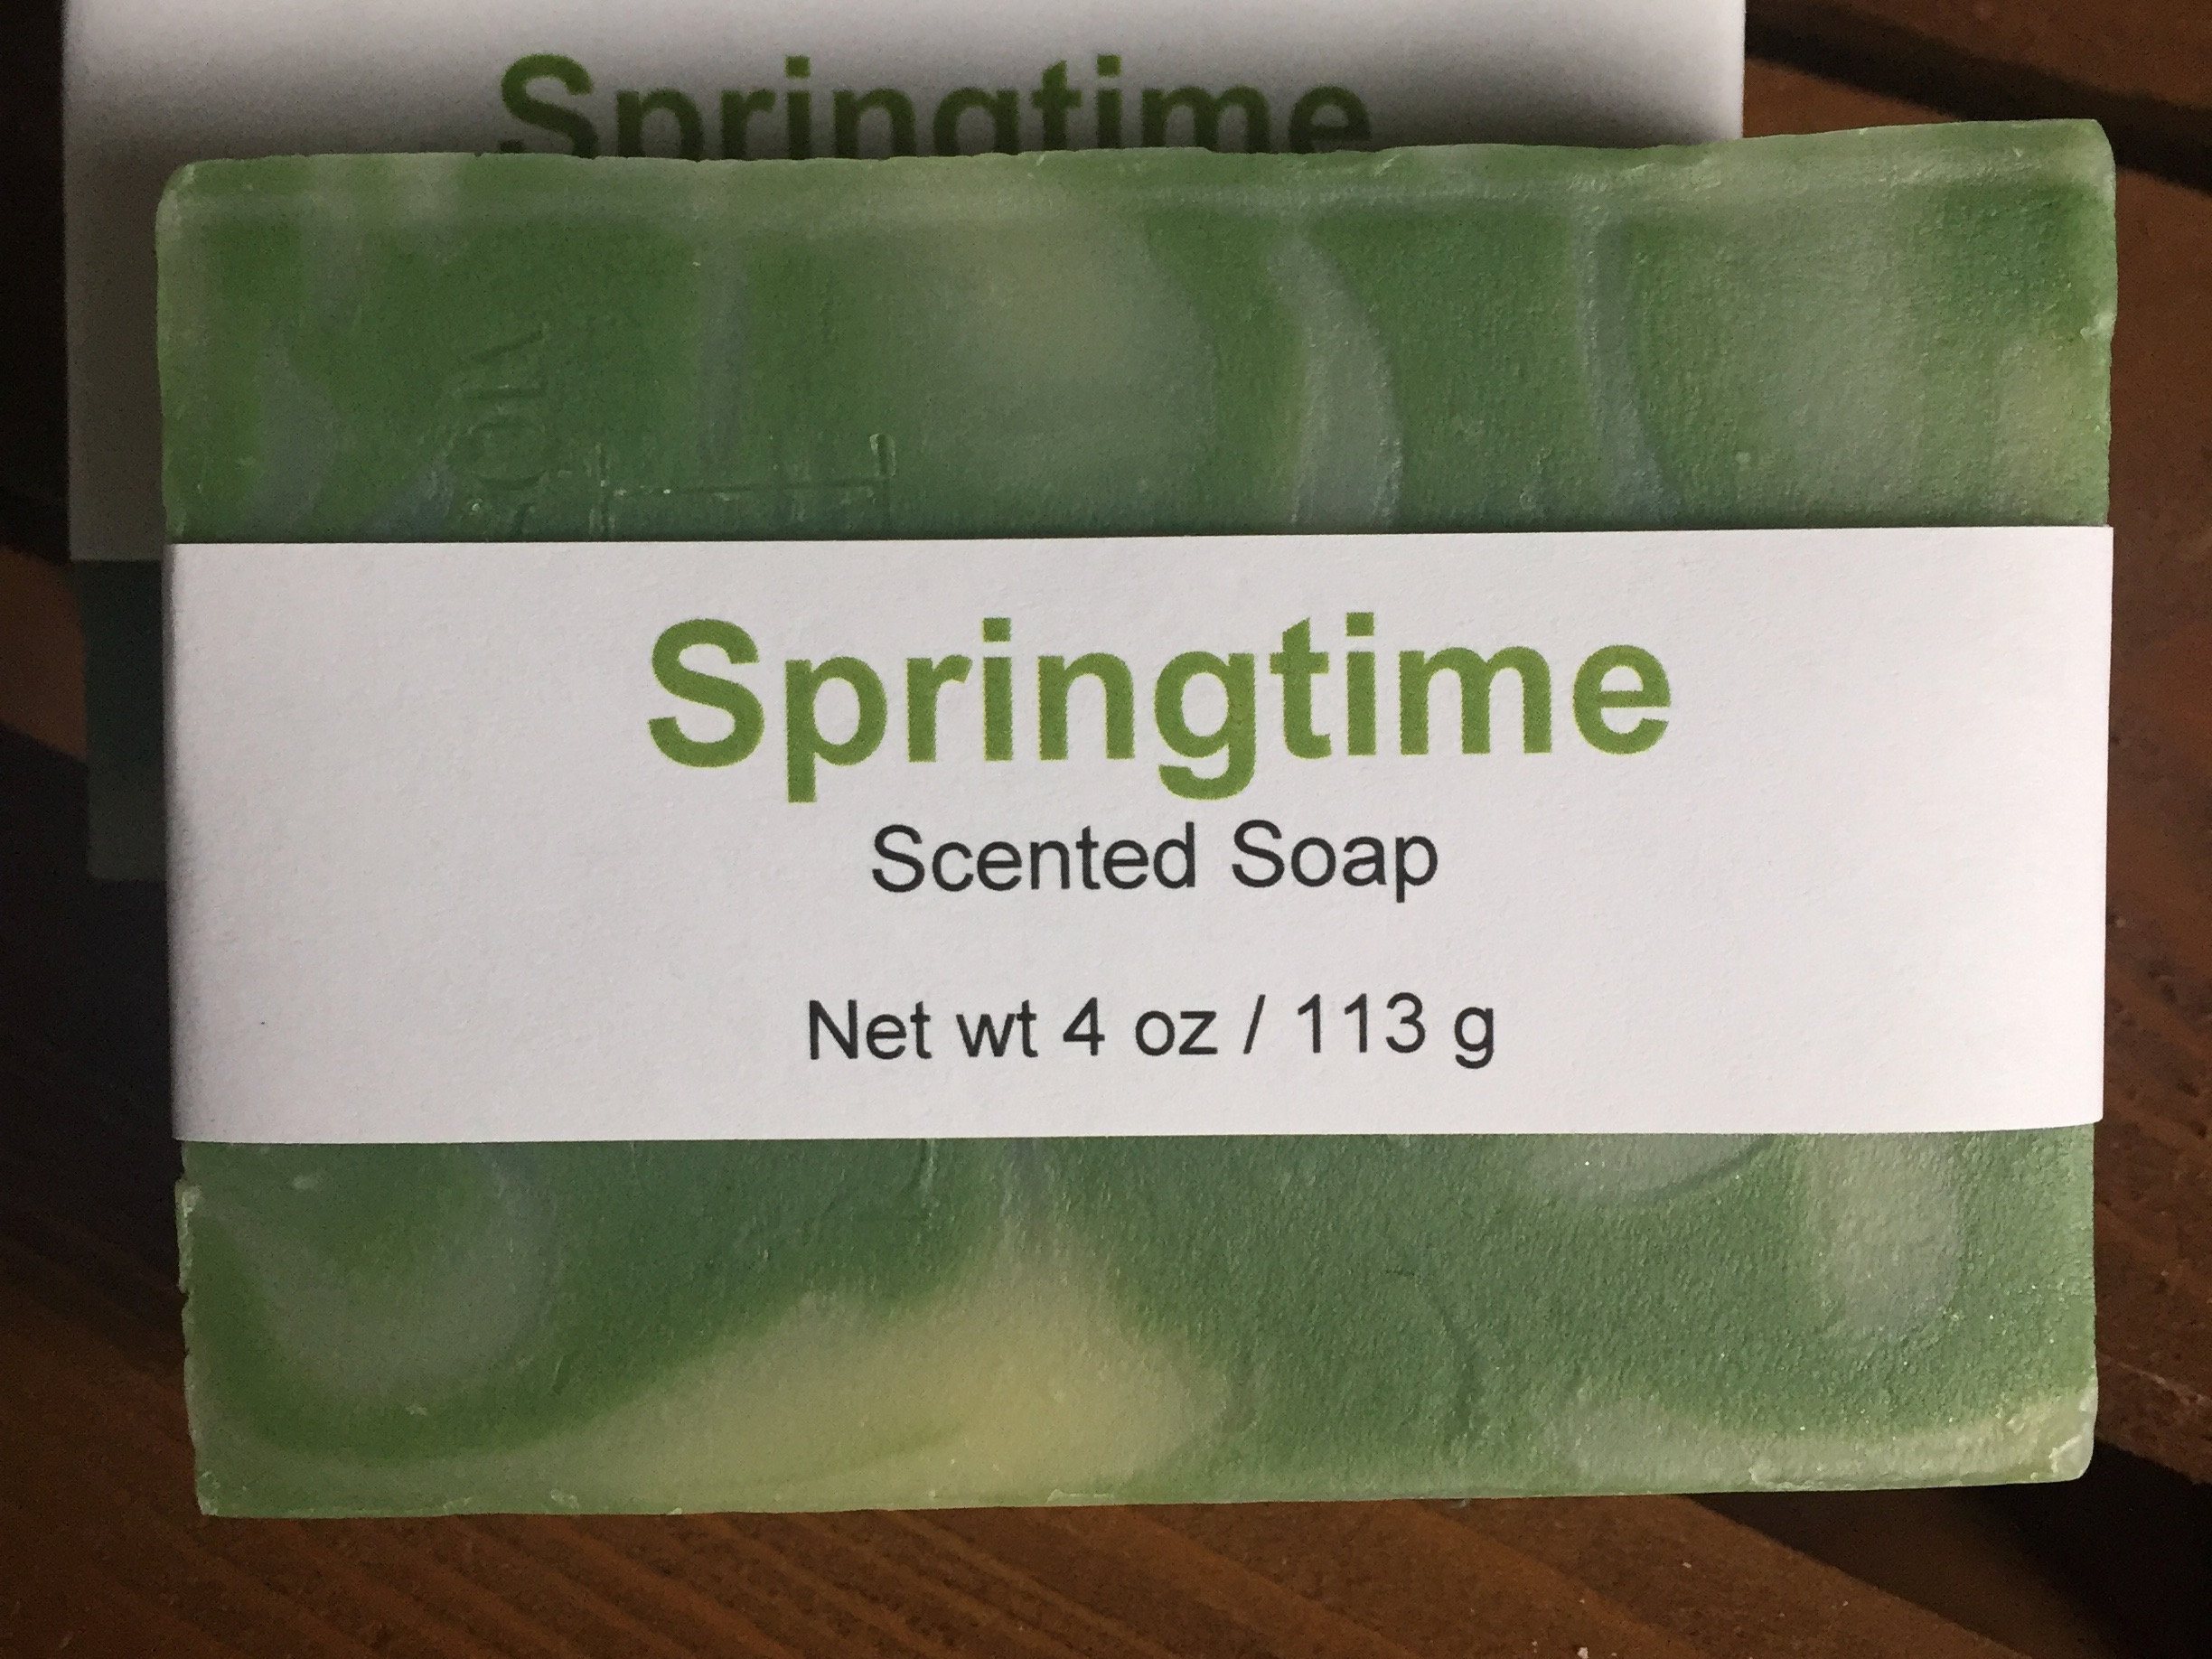 Springtime
Springtime
Scented Soap
Net wt 4 oz / 113 g